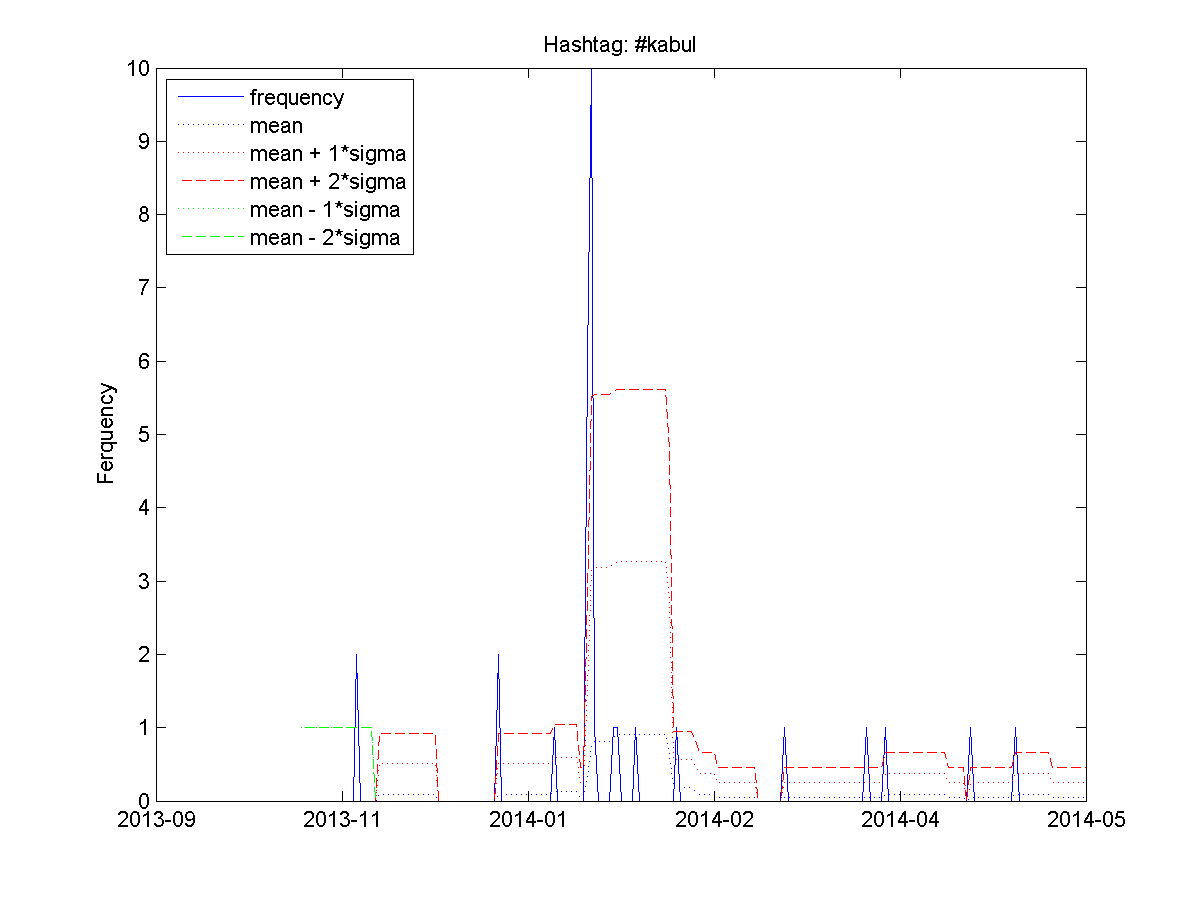 Hashtag: #kabul
10
9
8
7
6
5
4
3
2
1
0
Ferquency
frequency
mean
mean + 1*sigma
mean + 2*sigma
mean - 1*sigma
mean - 2*sigma
2013-09 2013-11 2014-01 2014-02 2014-04 2014-05